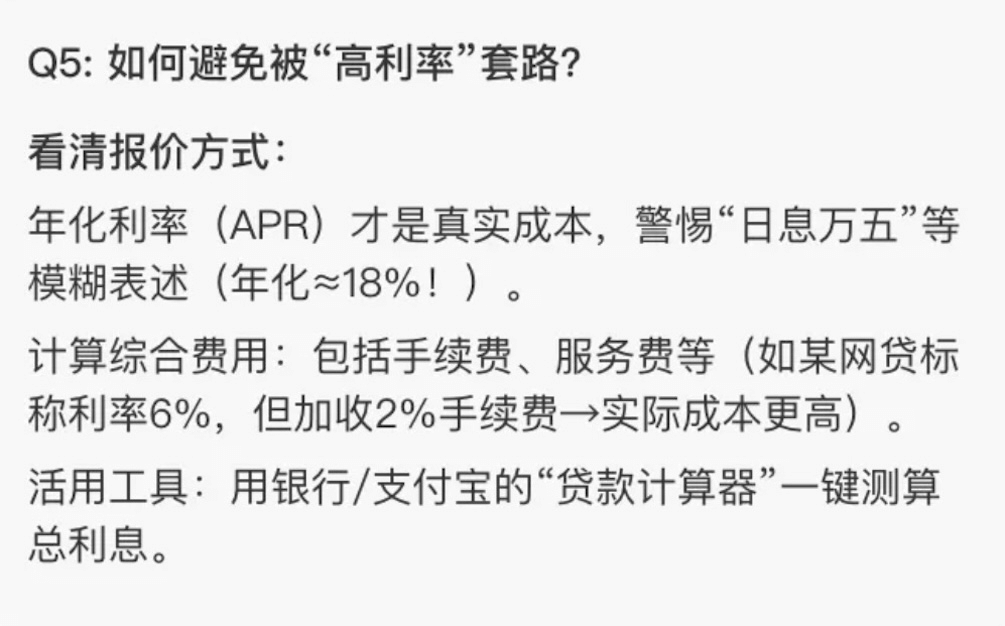 Q5: 如何避免被“高利率”套路?
看清报价方式：
年化利率（APR）才是真实成本，警惕“日息万五”等
模糊表述（年化≈18%！）。
计算综合费用：包括手续费、服务费等（如某网贷标
称利率6%，但加收2%手续费→实际成本更高）。
活用工具：用银行/支付宝的“贷款计算器”一键测算
总利息。